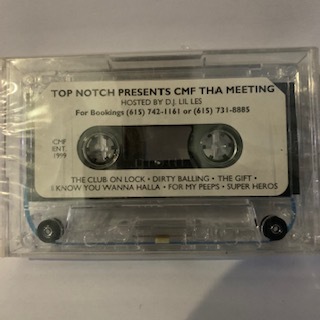 TOP NOTCH PRESENTS CMF THA MEETING
HOSTED BY D.J. LIL LES
For Bookings (615) 742-1161 or (615) 731-8885
CMF
ENT.
1999
THE CLUB ON LOCK • DIRTY BALLING • THE GIFT •
I KNOW YOU WANNA HALLA • FOR MY PEEPS • SUPER HEROS